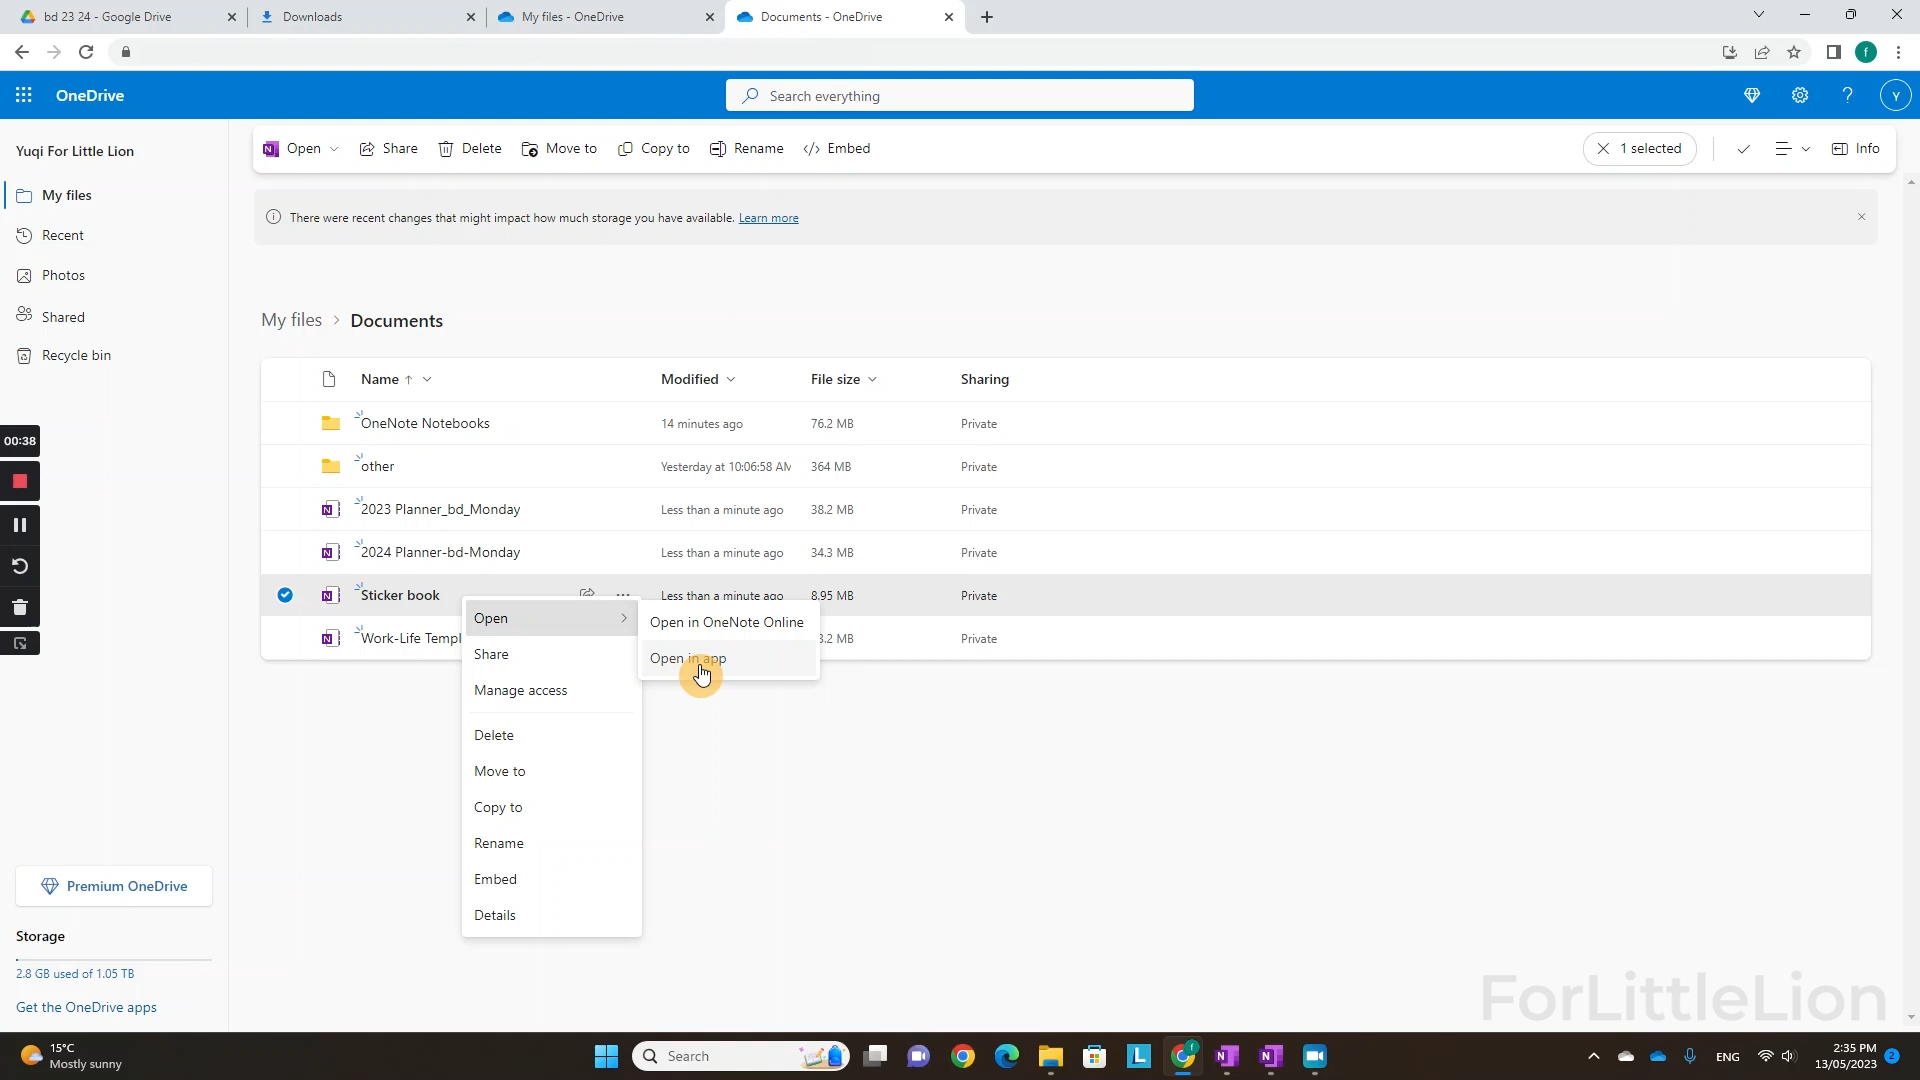 bd 23 24 - Google Drive
Downloads
My files - OneDrive
Documents - OneDrive
f
OneDrive
Search everything
Y
Yuqi For Little Lion
My files
Recent
Photos
Shared
Recycle bin
Open
Share
Delete
Move to
Copy to
Rename
Embed
1 selected
Info
There were recent changes that might impact how much storage you have available. Learn more
My files > Documents
Name
Modified
File size
Sharing
OneNote Notebooks
14 minutes ago
76.2 MB
Private
other
Yesterday at 10:06:58 AM
364 MB
Private
2023 Planner_bd_Monday
Less than a minute ago
38.2 MB
Private
2024 Planner-bd-Monday
Less than a minute ago
34.3 MB
Private
Sticker book
Less than a minute ago
8.95 MB
Private
Work-Life Templ
3.2 MB
Private
Open
Share
Manage access
Delete
Move to
Copy to
Rename
Embed
Details
Open in OneNote Online
Open in app
00:38
Premium OneDrive
Storage
2.8 GB used of 1.05 TB
Get the OneDrive apps
ForLittleLion
15°C
Mostly sunny
Search
L
f
N
N
ENG
2:35 PM
13/05/2023
2